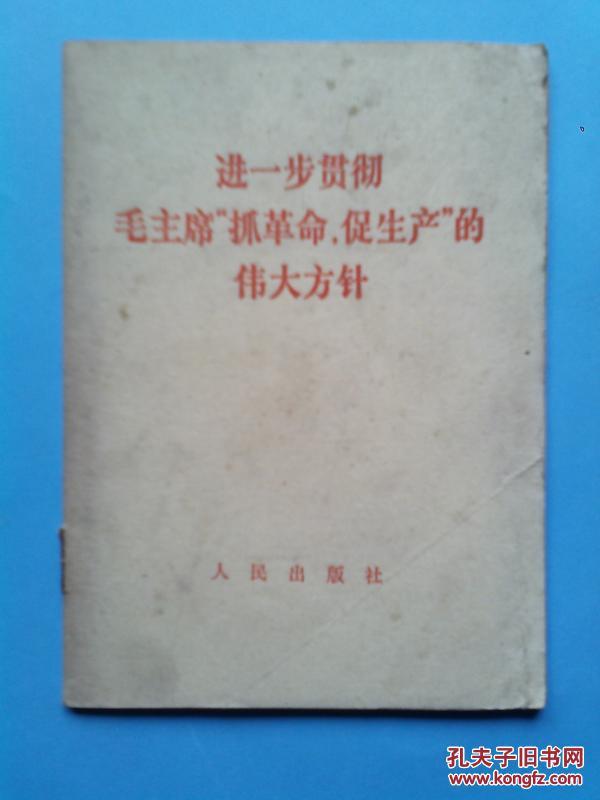 进一步贯彻
毛主席“抓革命，促生产”的
伟大方针
人民出版社
孔夫子旧书网
www.kongfz.com